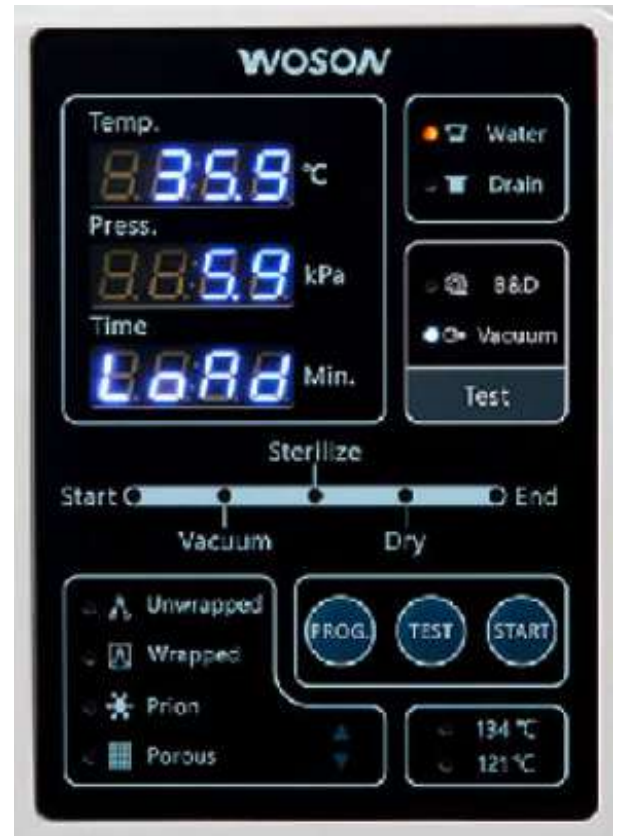 WOSON
Temp.
35.9 °C
Press.
5.9 kPa
Time
LoAd Min.
Water
Drain
B&D
Vacuum
Test
Sterilize
Start End
Vacuum Dry
Unwrapped
Wrapped
Prion
Porous
PROG. TEST START
134 °C
121 °C